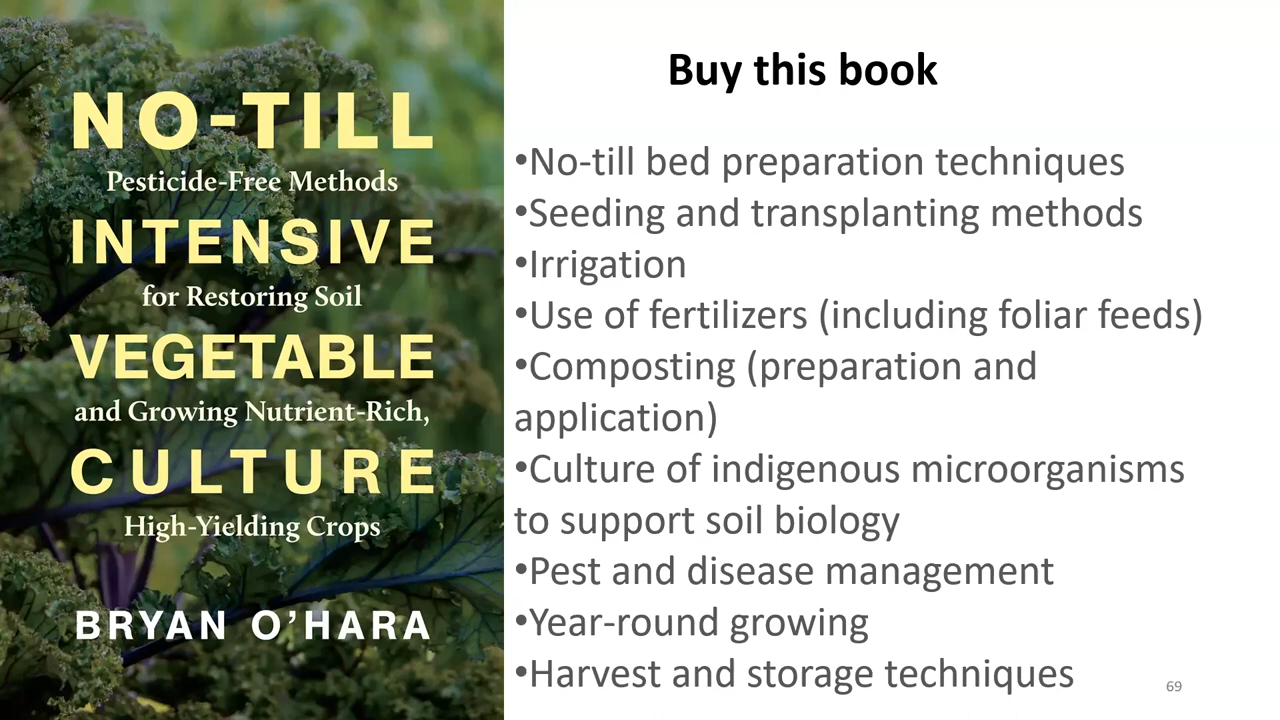 NO-TILL
Pesticide-Free Methods
INTENSIVE
for Restoring Soil
VEGETABLE
and Growing Nutrient-Rich,
CULTURE
High-Yielding Crops
BRYAN O’HARA
Buy this book
•No-till bed preparation techniques
•Seeding and transplanting methods
•Irrigation
•Use of fertilizers (including foliar feeds)
•Composting (preparation and
application)
•Culture of indigenous microorganisms
to support soil biology
•Pest and disease management
•Year-round growing
•Harvest and storage techniques
69